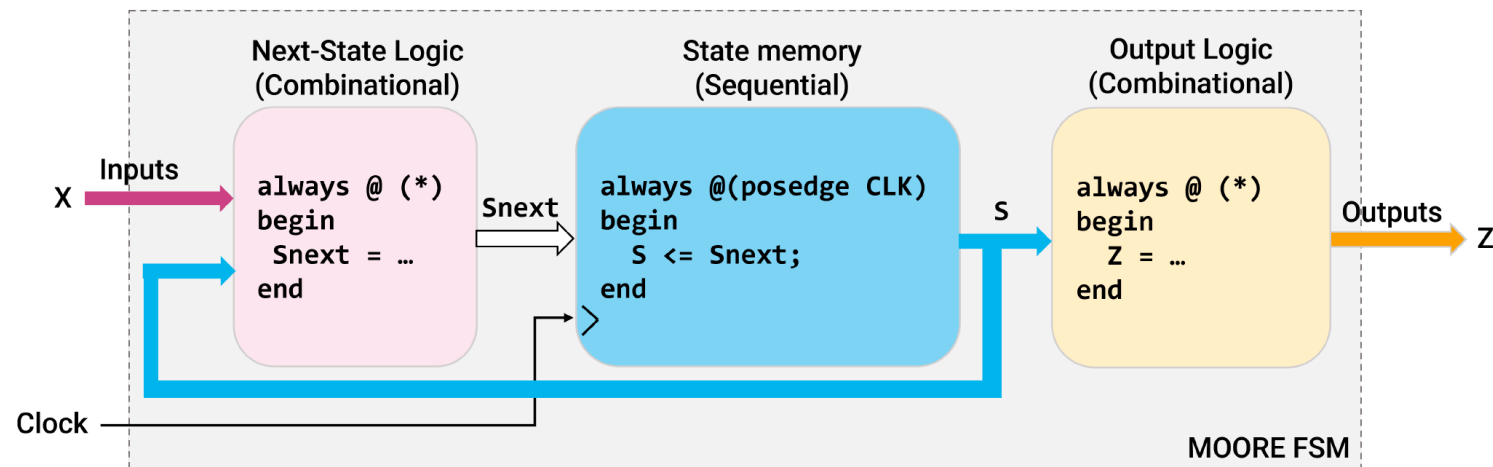 Next-State Logic
(Combinational)
State memory
(Sequential)
Output Logic
(Combinational)
Inputs
X
always @ (*)
begin
Snext = …
end
Snext
always @(posedge CLK)
begin
S <= Snext;
end
S
always @ (*)
begin
Z = …
end
Outputs
Z
Clock
MOORE FSM